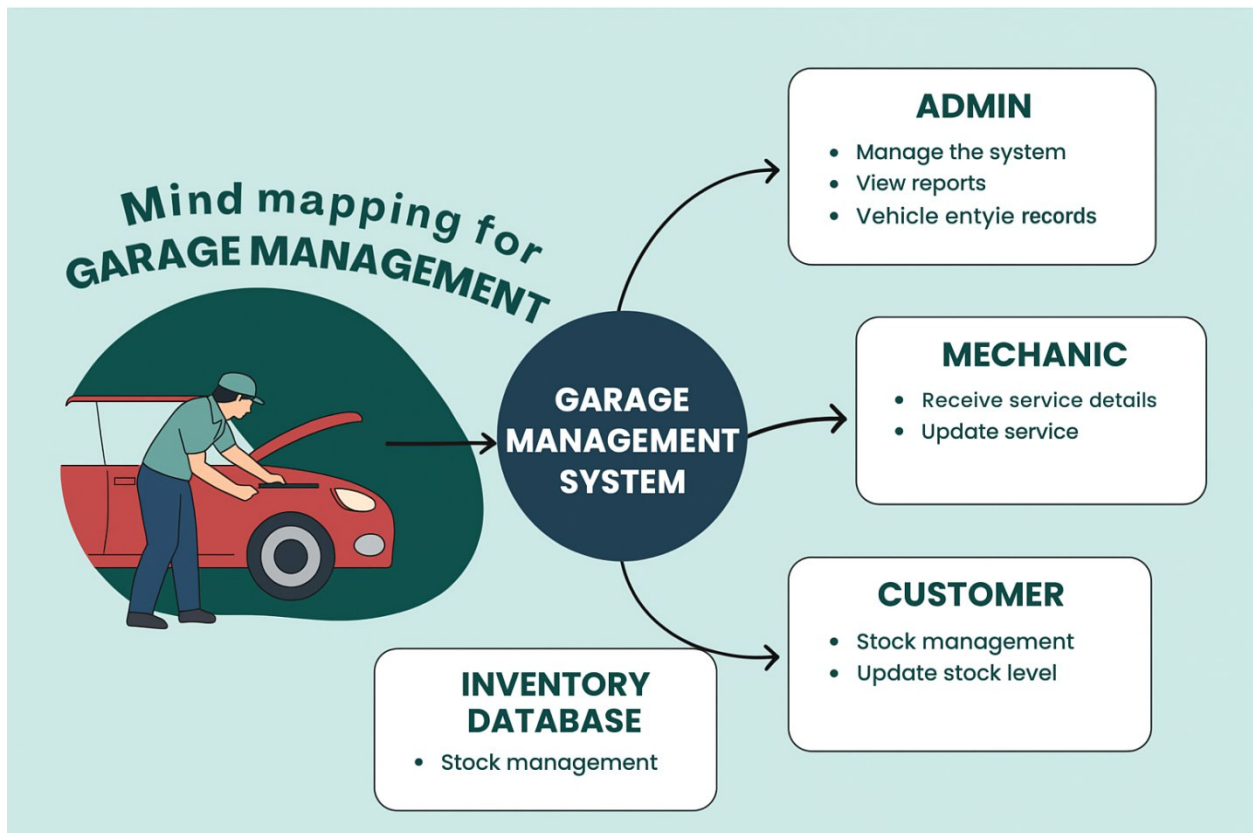 Mind mapping for
GARAGE MANAGEMENT
GARAGE
MANAGEMENT
SYSTEM
ADMIN
• Manage the system
• View reports
• Vehicle entyie records
MECHANIC
• Receive service details
• Update service
CUSTOMER
• Stock management
• Update stock level
INVENTORY
DATABASE
• Stock management